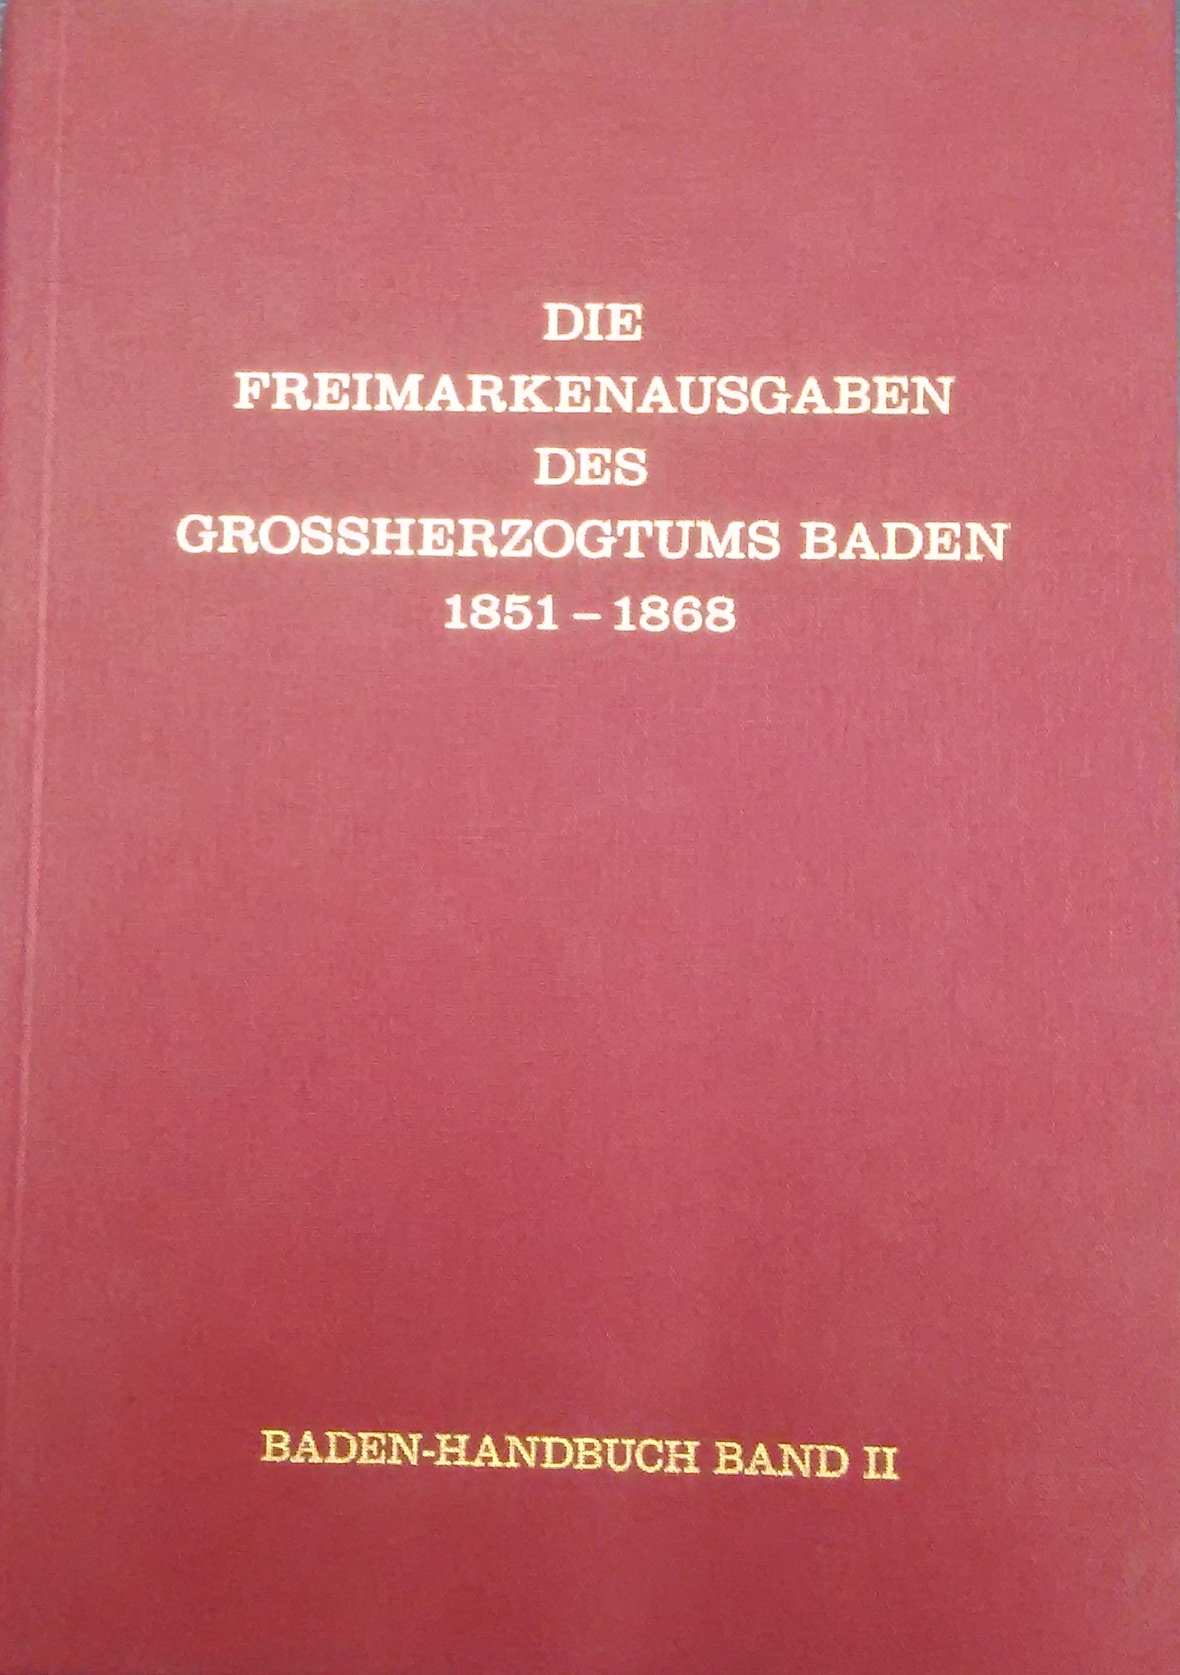 DIE
FREIMARKENAUSGABEN
DES
GROSSHERZOGTUMS BADEN
1851 – 1868
BADEN-HANDBUCH BAND II